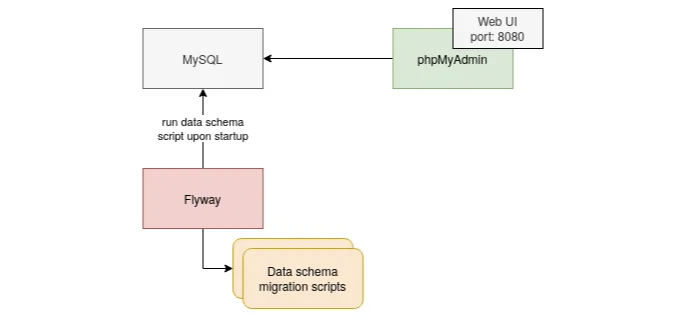 Web UI
port: 8080
MySQL
phpMyAdmin
run data schema
script upon startup
Flyway
Data schema
migration scripts